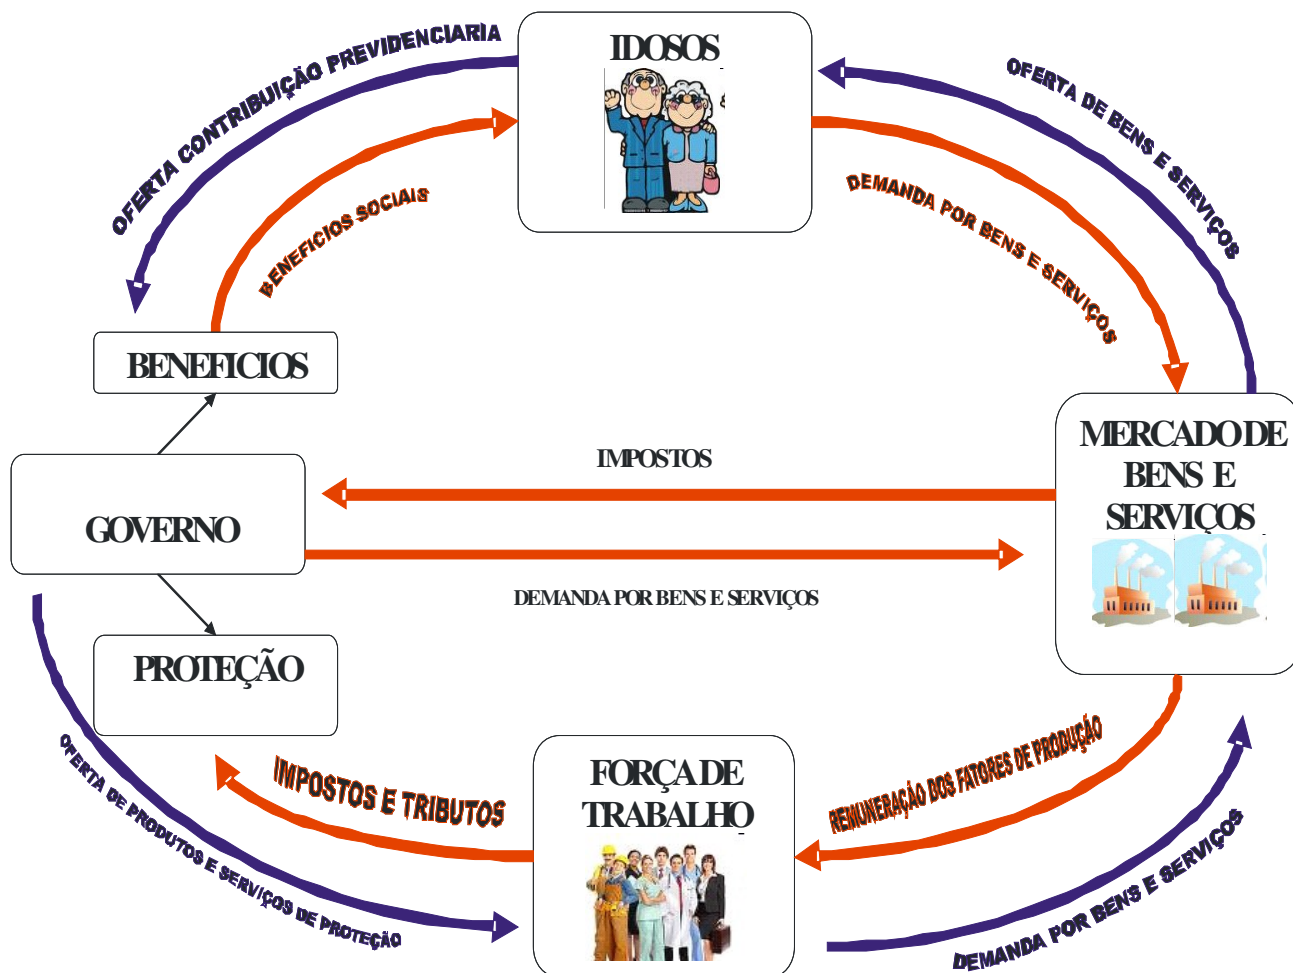 IDOSOS
OFERTA CONTRIBUIÇÃO PREVIDENCIARIA
OFERTA DE BENS E SERVIÇOS
BENEFICIOS SOCIAIS
DEMANDA POR BENS E SERVIÇOS
BENEFICIOS
MERCADO DE
BENS E
SERVIÇOS
IMPOSTOS
GOVERNO
DEMANDA POR BENS E SERVIÇOS
PROTEÇÃO
OFERTA DE PRODUTOS E SERVIÇOS DE PROTEÇÃO
IMPOSTOS E TRIBUTOS
FORÇA DE
TRABALHO
REMUNERAÇÃO DOS FATORES DE PRODUÇÃO
DEMANDA POR BENS E SERVIÇOS